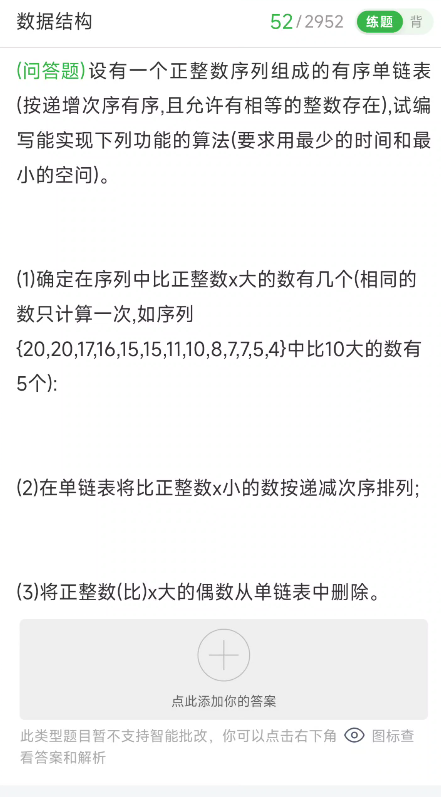 数据结构
52/2952
练题
背
(问答题)设有一个正整数序列组成的有序单链表
(按递增次序有序,且允许有相等的整数存在),试编
写能实现下列功能的算法(要求用最少的时间和最
小的空问)。
(1)确定在序列中比正整数x大的数有几个(相同的
数只计算一次,如序列
{20,20,17,16,15,15,11,10,8,7,7,5,4}中比10大的数有
5个):
(2)在单链表将比正整数x小的数按递减次序排列;
(3)将正整数(比)x大的偶数从单链表中删除。
点此添加你的答案
此类型题目暂不支持智能批改，你可以点击右下角 图标查
看答案和解析